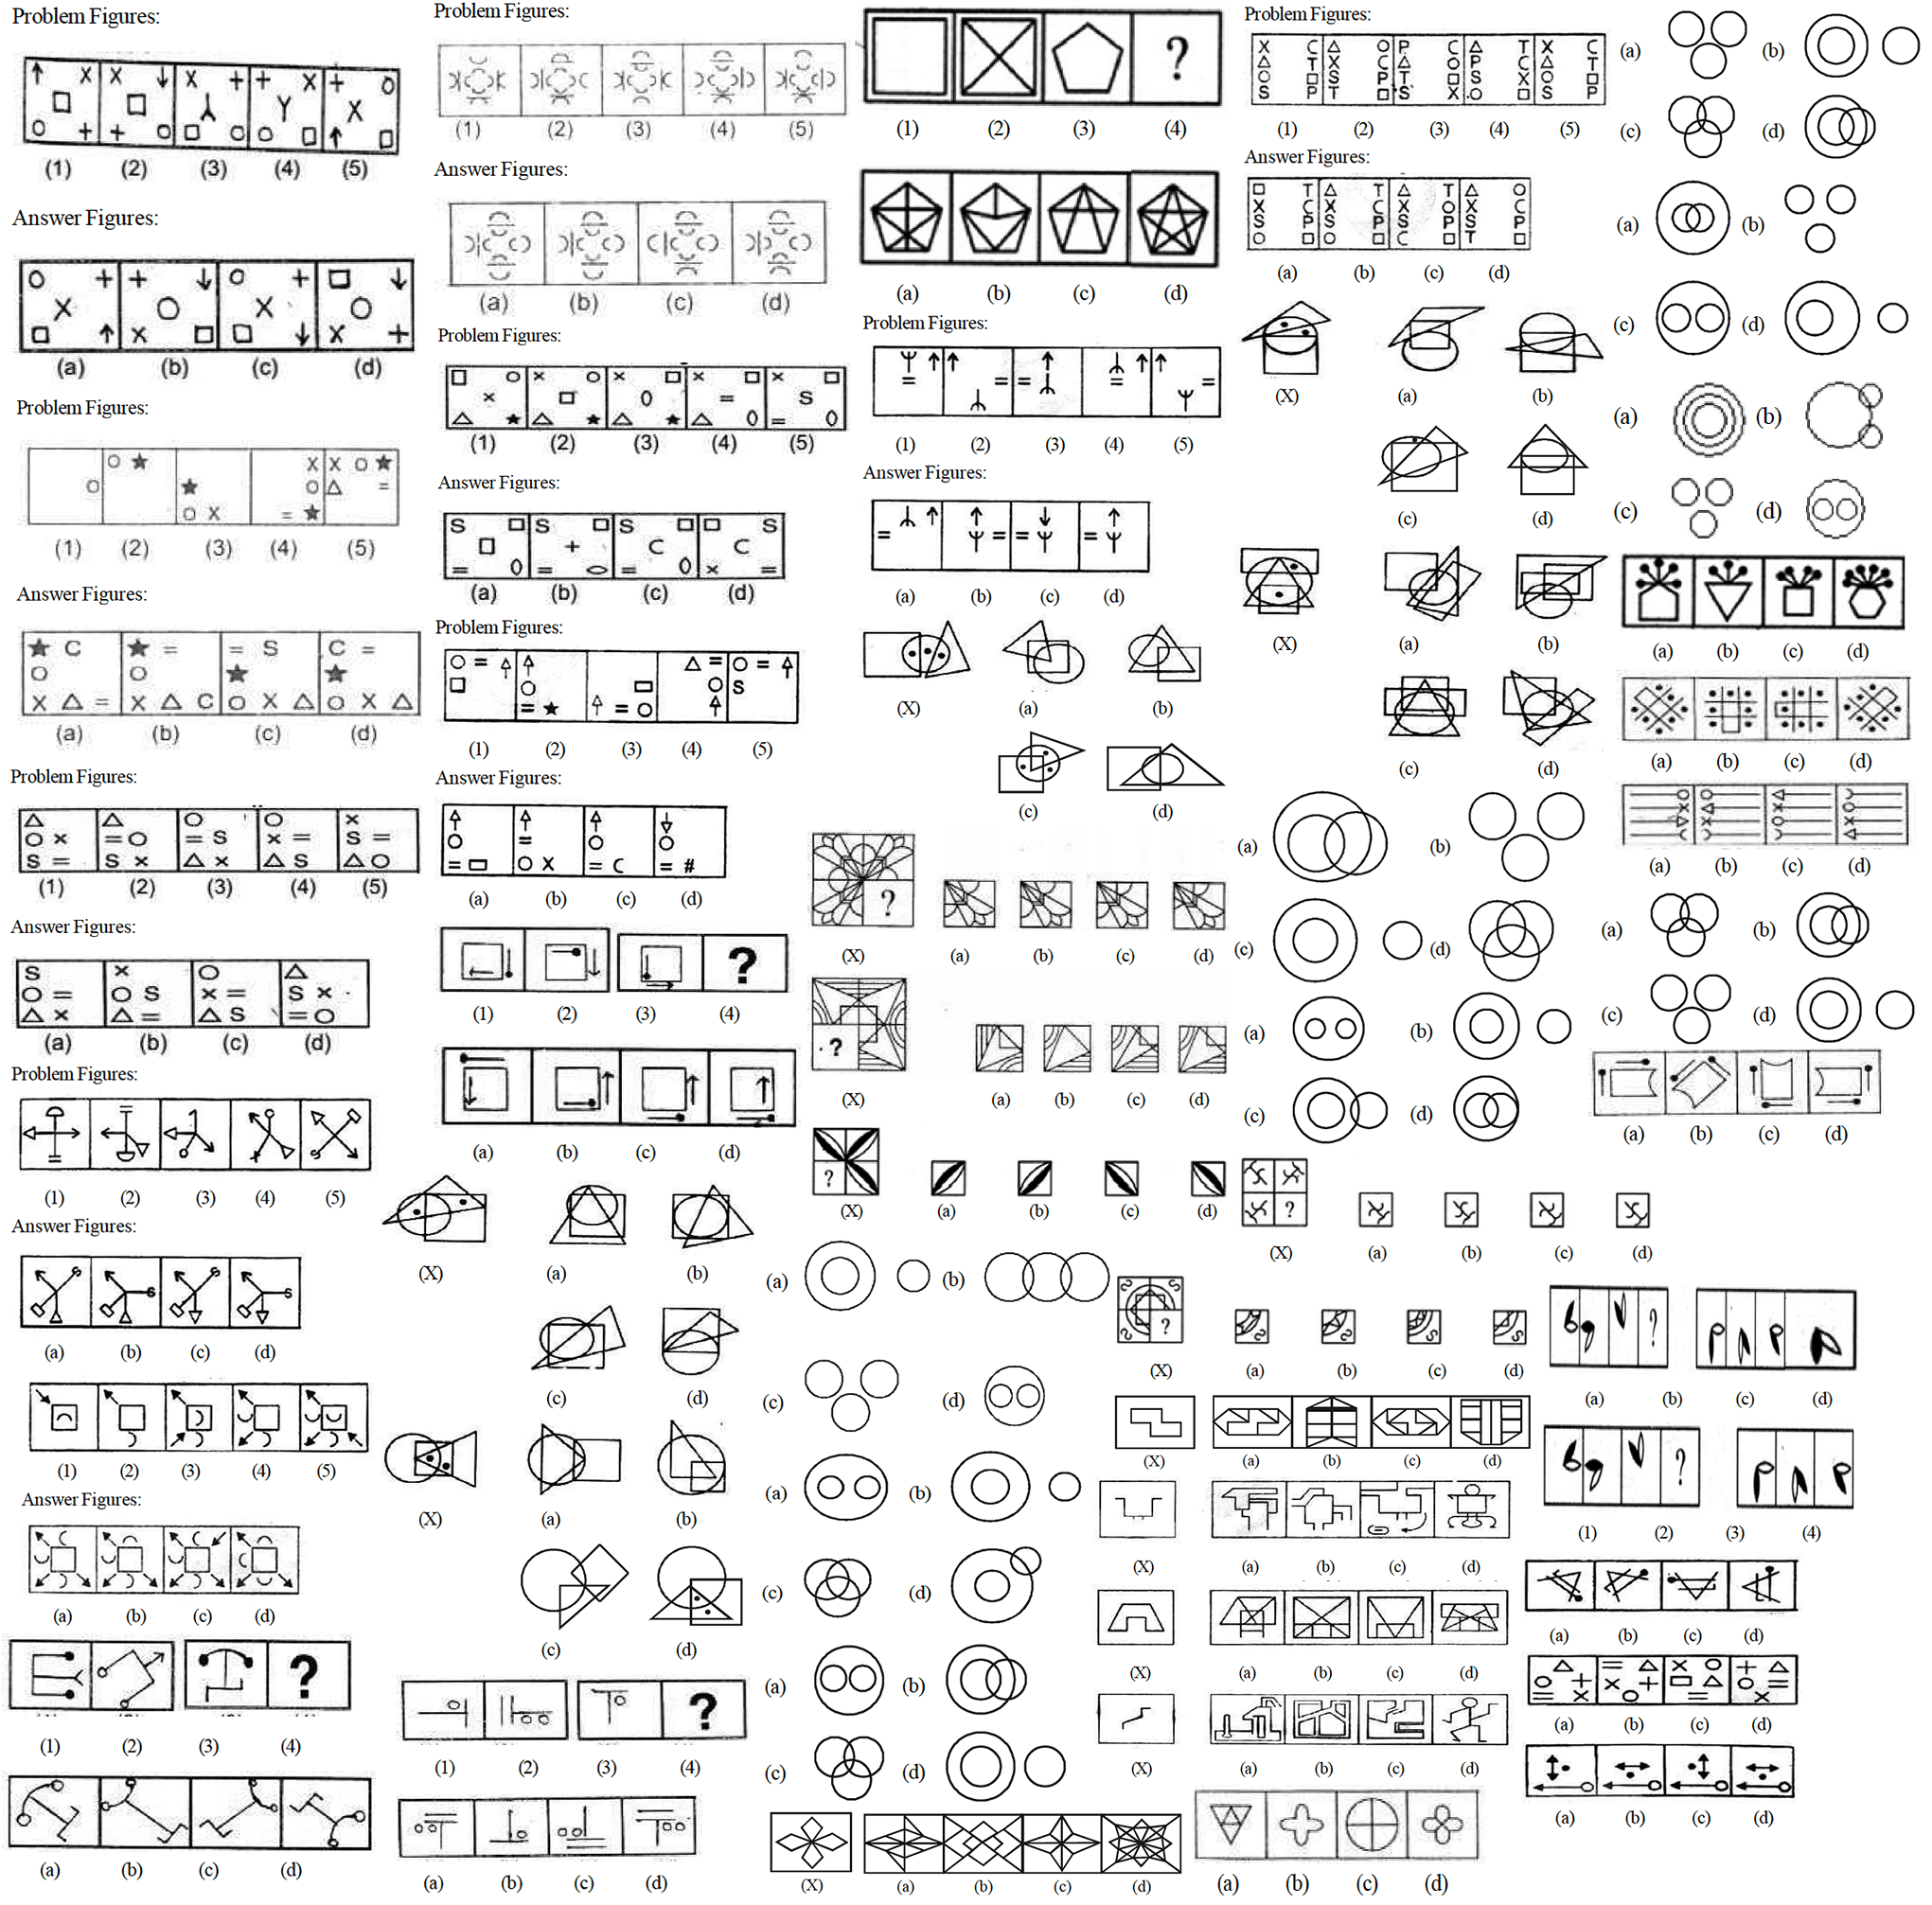 Problem Figures:
(1) (2) (3) (4) (5)
Answer Figures:
(a) (b) (c) (d)
Problem Figures:
(1) (2) (3) (4) (5)
Answer Figures:
(a) (b) (c) (d)
Problem Figures:
(1) (2) (3) (4) (5)
Answer Figures:
(a) (b) (c) (d)
Problem Figures:
(1) (2) (3) (4) (5)
Answer Figures:
(a) (b) (c) (d)
(1) (2) (3) (4) (5)
Answer Figures:
(a) (b) (c) (d)
?
(1) (2) (3) (4)
(a) (b) (c) (d)
Problem Figures:
(1) (2) (3) (4) (5)
Answer Figures:
(a) (b) (c) (d)
Problem Figures:
(1) (2) (3) (4) (5)
Answer Figures:
(a) (b) (c) (d)
Problem Figures:
(1) (2) (3) (4) (5)
Answer Figures:
(a) (b) (c) (d)
?
(1) (2) (3) (4)
(a) (b) (c) (d)
(X) (a) (b)
(c) (d)
(X) (a) (b)
(c) (d)
?
(1) (2) (3) (4)
(a) (b) (c) (d)
?
(1) (2) (3) (4)
(a) (b) (c) (d)
Problem Figures:
(1) (2) (3) (4) (5)
Answer Figures:
(a) (b) (c) (d)
(X) (a) (b)
(c) (d)
?
(X) (a) (b) (c) (d)
?
(X) (a) (b) (c) (d)
?
(X) (a) (b) (c) (d)
(a) (b)
(c) (d)
(a) (b)
(c) (d)
(a) (b)
(c) (d)
(X) (a) (b) (c) (d)
Problem Figures:
X C
△ T
○ □
S P
△ ○
X C
S P
T □
P C
△ O
T □
S X
△ T
P C
S X
○ □
X C
△ T
○ □
S P
(1) (2) (3) (4) (5)
Answer Figures:
□ T
X C
S P
○ □
△ T
X C
S P
○ □
△ T
X O
S P
C □
△ ○
X C
S P
T □
(a) (b) (c) (d)
(X) (a) (b)
(c) (d)
(X) (a) (b)
(c) (d)
(a) (b)
(c) (d)
(a) (b)
(c) (d)
?
(X) (a) (b) (c) (d)
?
(X) (a) (b) (c) (d)
(X) (a) (b) (c) (d)
(X) (a) (b) (c) (d)
(X) (a) (b) (c) (d)
(X) (a) (b) (c) (d)
(a) (b) (c) (d)
(a) (b)
(c) (d)
(a) (b)
(c) (d)
(a) (b)
(c) (d)
(a) (b) (c) (d)
(a) (b) (c) (d)
(a) (b) (c) (d)
(a) (b)
(c) (d)
(a) (b) (c) (d)
?
(a) (b) (c) (d)
?
(1) (2) (3) (4)
(a) (b) (c) (d)
(a) (b) (c) (d)
(a) (b) (c) (d)